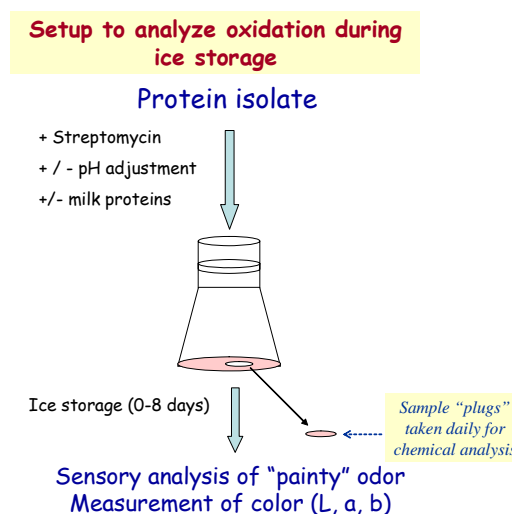 Setup to analyze oxidation during
ice storage
Protein isolate
+ Streptomycin
+ / - pH adjustment
+/- milk proteins
Ice storage (0-8 days)
Sample “plugs”
taken daily for
chemical analysis
Sensory analysis of “painty” odor
Measurement of color (L, a, b)